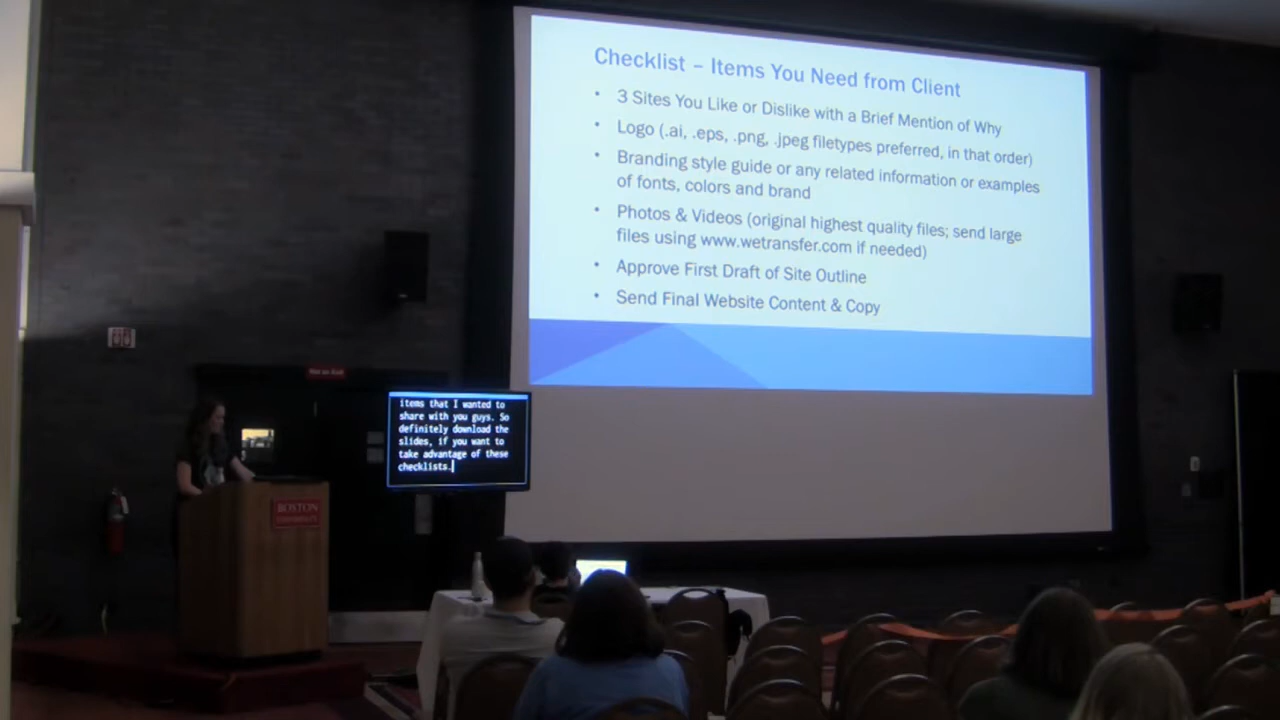 Checklist – Items You Need from Client
• 3 Sites You Like or Dislike with a Brief Mention of Why
• Logo (.ai, .eps, .png, .jpeg filetypes preferred, in that order)
• Branding style guide or any related information or examples
of fonts, colors and brand
• Photos & Videos (original highest quality files; send large
files using www.wetransfer.com if needed)
• Approve First Draft of Site Outline
• Send Final Website Content & Copy
items that I wanted to
share with you guys. So
definitely download the
slides, if you want to
take advantage of these
checklists.
BOSTON
UNIVERSITY